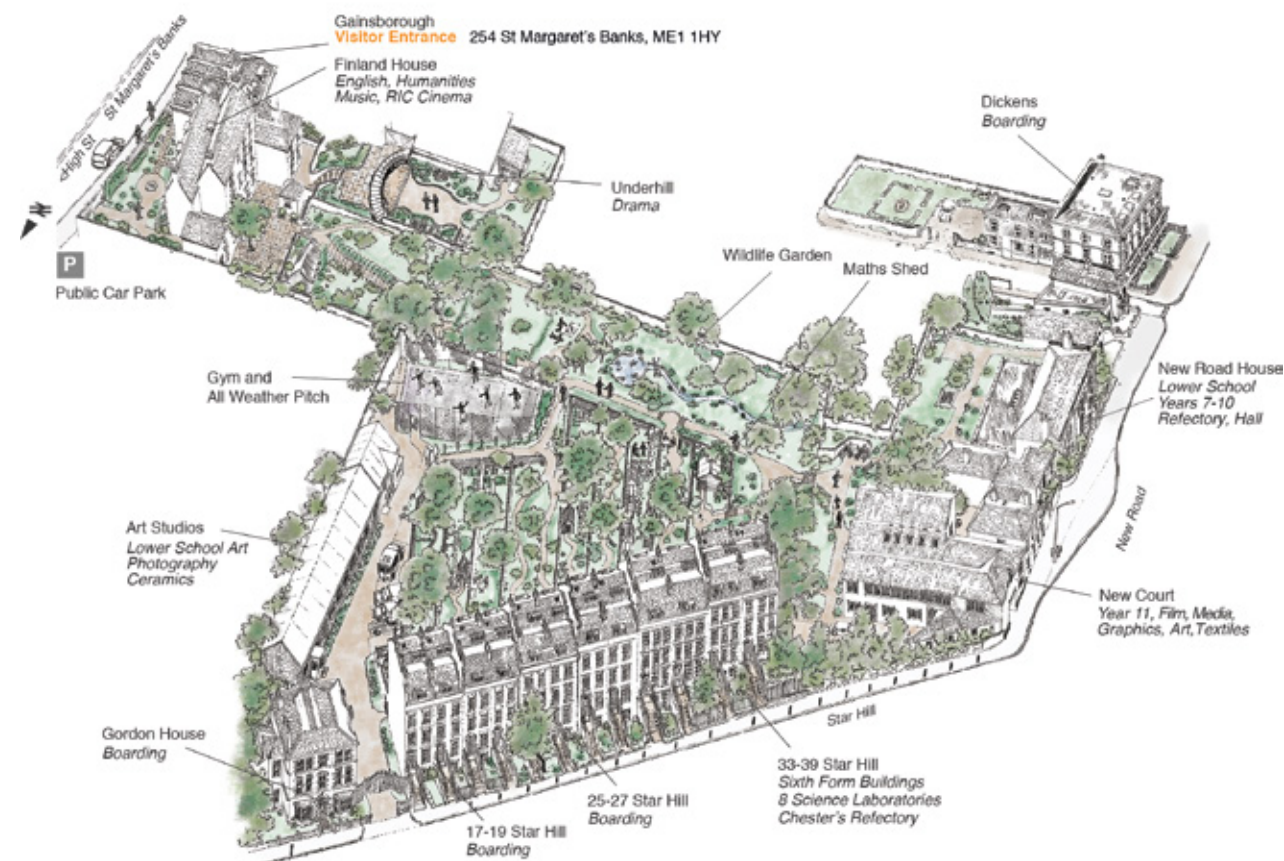 Gainsborough
Visitor Entrance 254 St Margaret's Banks, ME1 1HY
Finland House
English, Humanities
Music, RIC Cinema
St Margaret's Banks
High St
P
Public Car Park
Dickens
Boarding
Underhill
Drama
Wildlife Garden
Maths Shed
Gym and
All Weather Pitch
New Road House
Lower School
Years 7-10
Refectory, Hall
New Road
Art Studios
Lower School Art
Photography
Ceramics
New Court
Year 11, Film, Media,
Graphics, Art, Textiles
Star Hill
Gordon House
Boarding
33-39 Star Hill
Sixth Form Buildings
8 Science Laboratories
Chester's Refectory
25-27 Star Hill
Boarding
17-19 Star Hill
Boarding